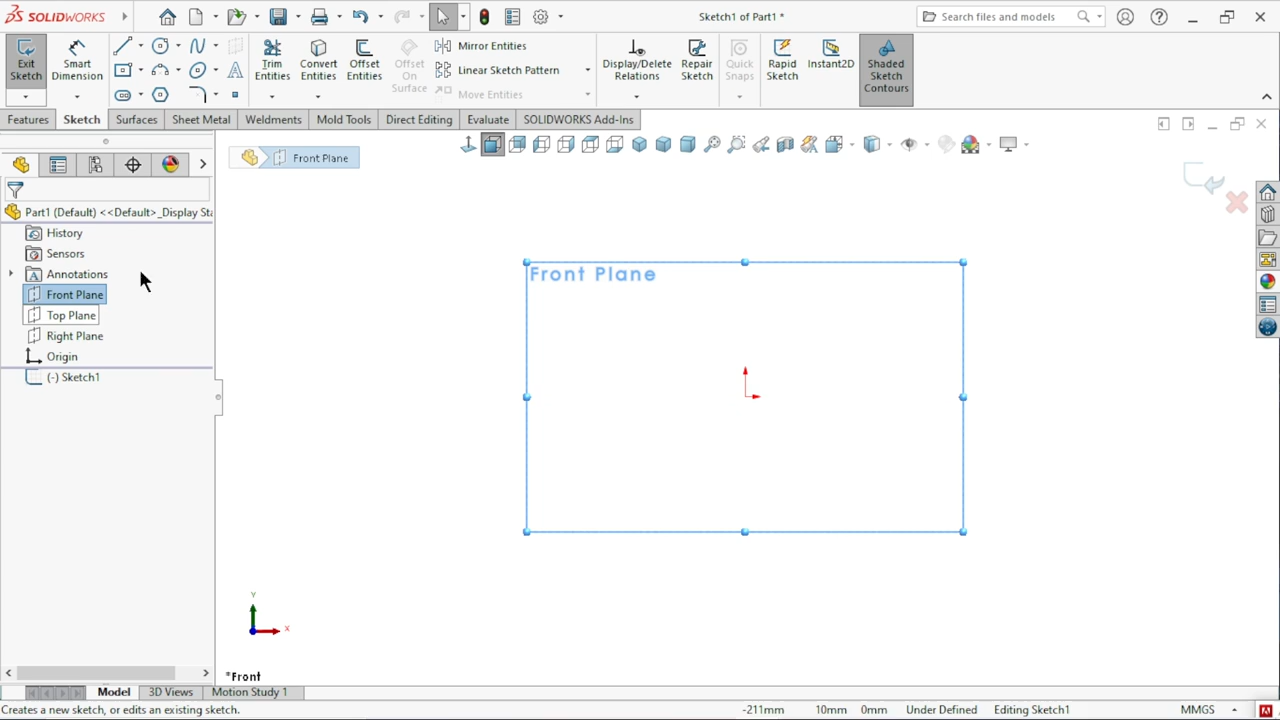 SOLIDWORKS
Sketch1 of Part1 *
Search files and models
Exit Sketch
Smart Dimension
Trim Entities
Convert Entities
Offset Entities
Offset On Surface
Mirror Entities
Linear Sketch Pattern
Move Entities
Display/Delete Relations
Repair Sketch
Quick Snaps
Rapid Sketch
Instant2D
Shaded Sketch Contours
Features
Sketch
Surfaces
Sheet Metal
Weldments
Mold Tools
Direct Editing
Evaluate
SOLIDWORKS Add-Ins
Front Plane
Part1 (Default) <<Default>_Display Sta
History
Sensors
Annotations
Front Plane
Top Plane
Right Plane
Origin
(-) Sketch1
Front Plane
Y
X
*Front
Model
3D Views
Motion Study 1
Creates a new sketch, or edits an existing sketch.
-211mm
10mm
0mm
Under Defined
Editing Sketch1
MMGS